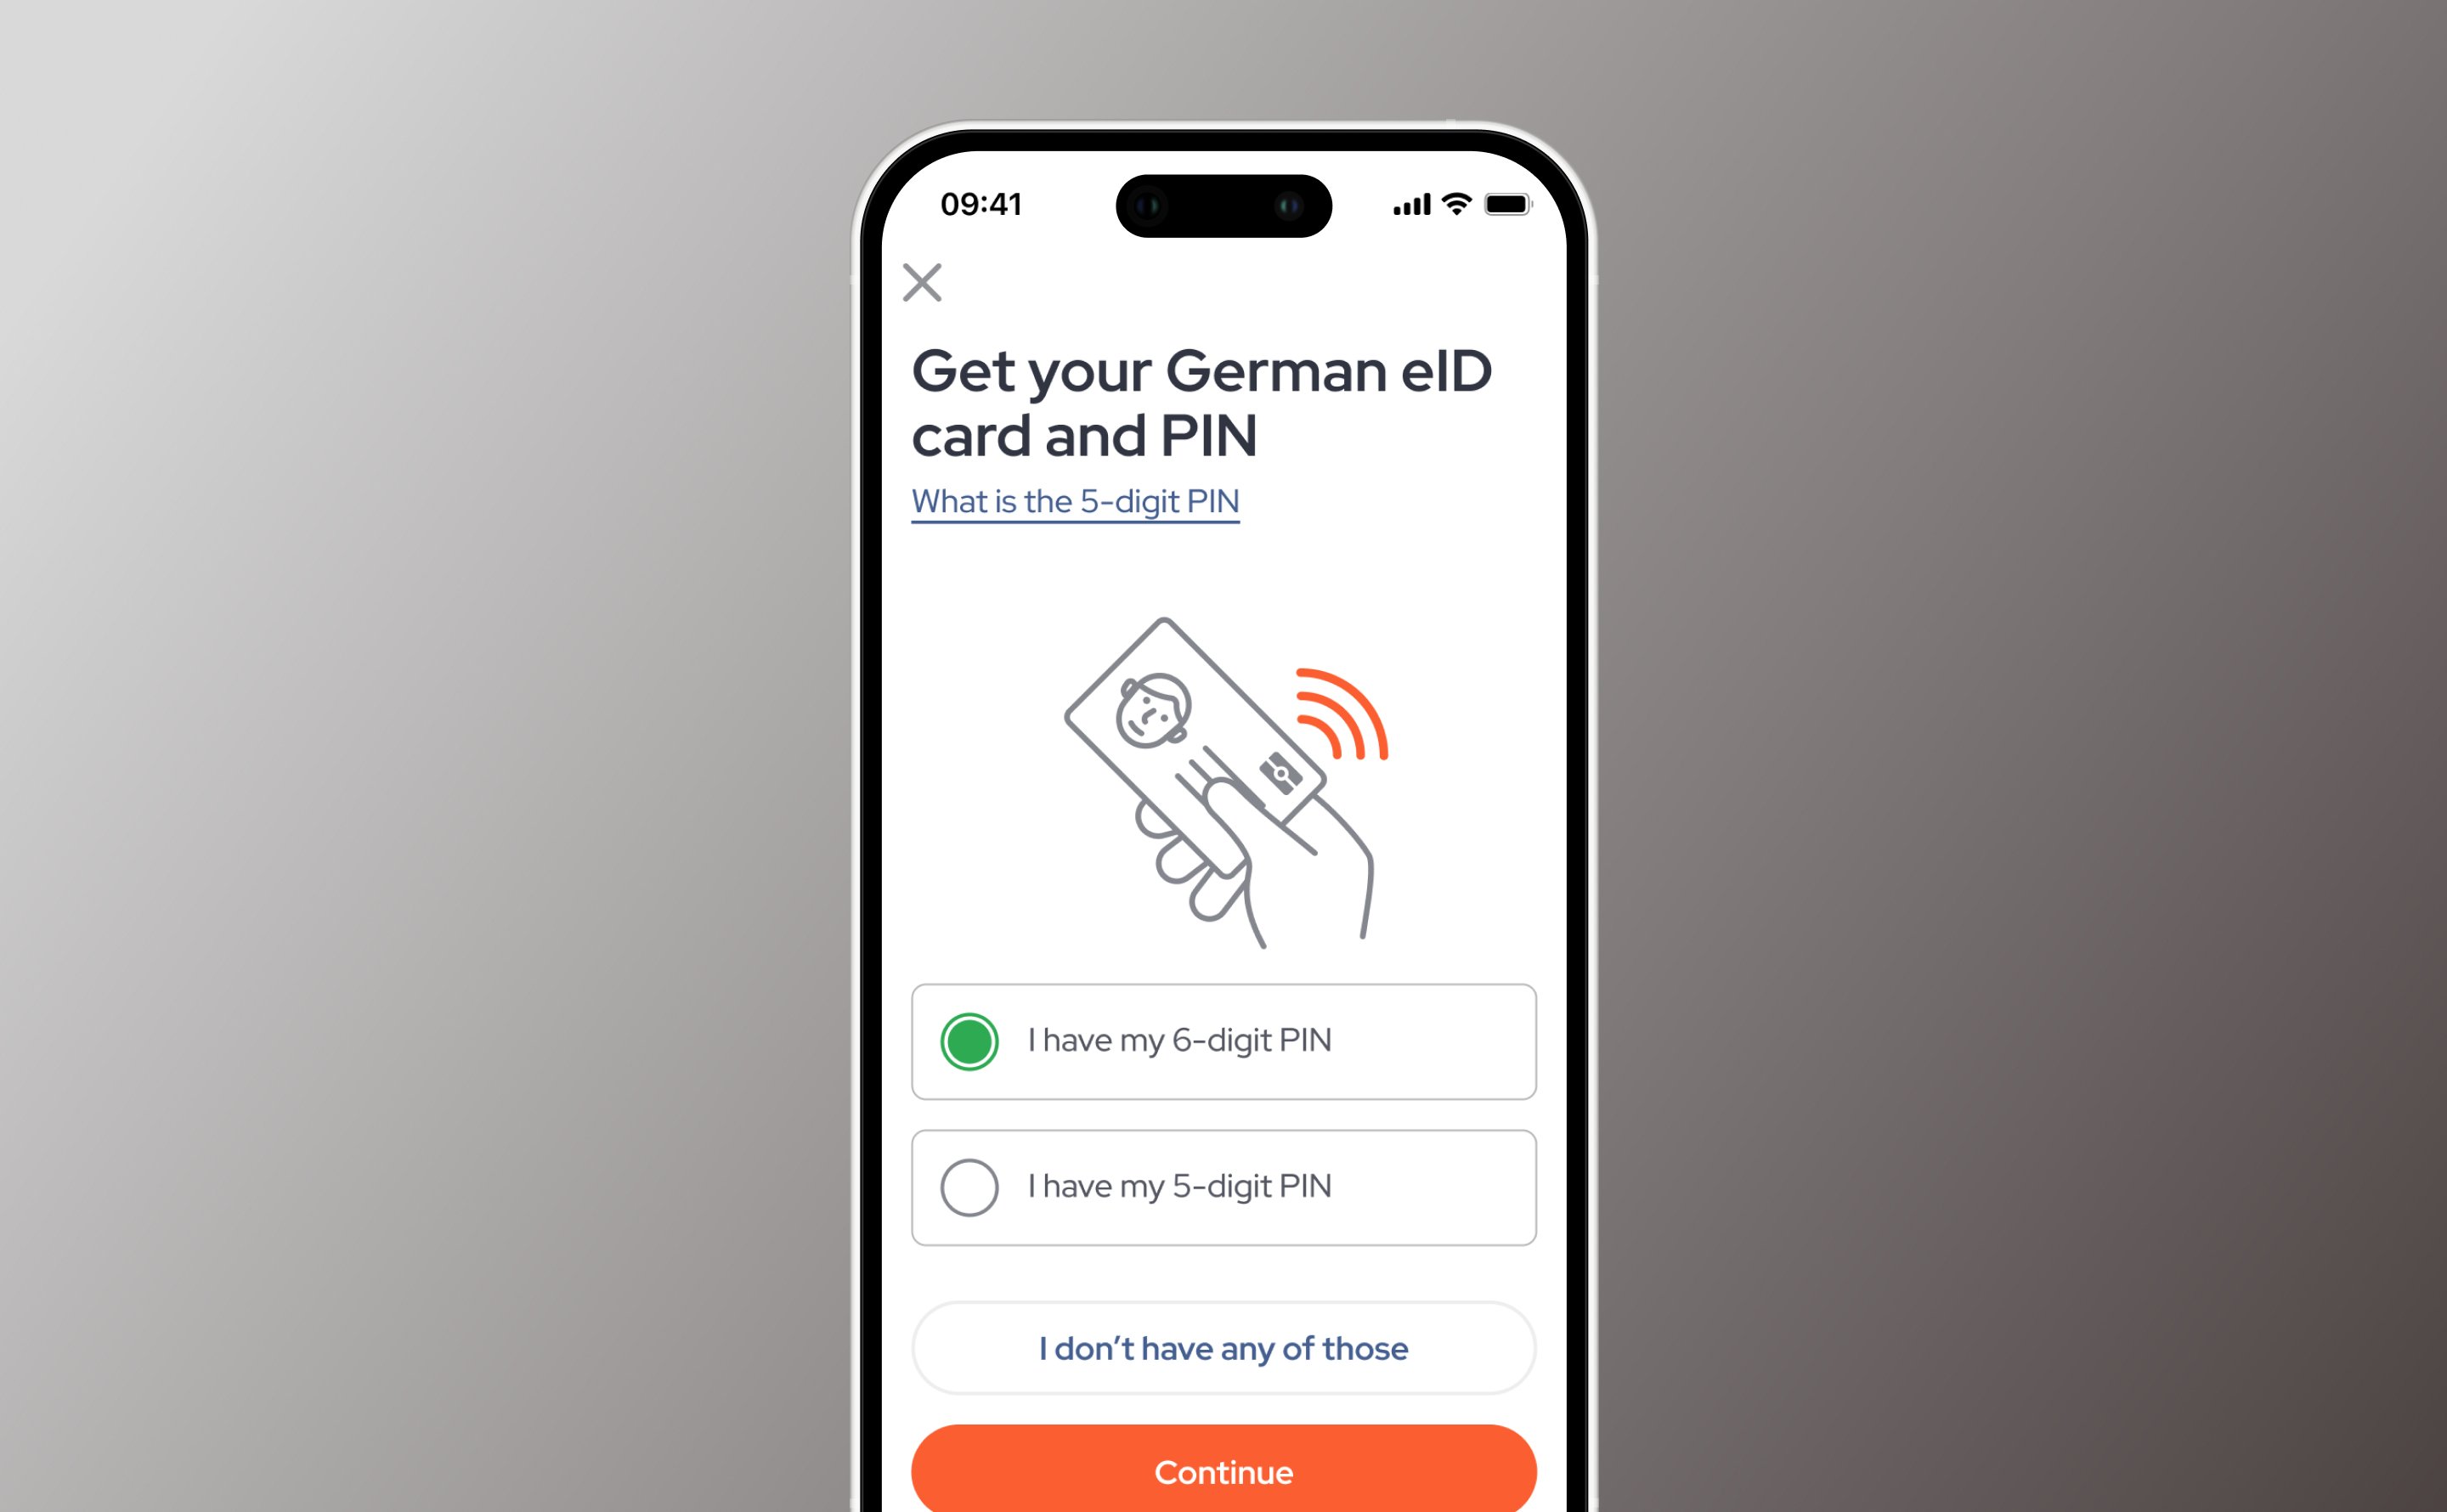 09:41
Get your German eID
card and PIN
What is the 5-digit PIN
I have my 6-digit PIN
I have my 5-digit PIN
I don’t have any of those
Continue